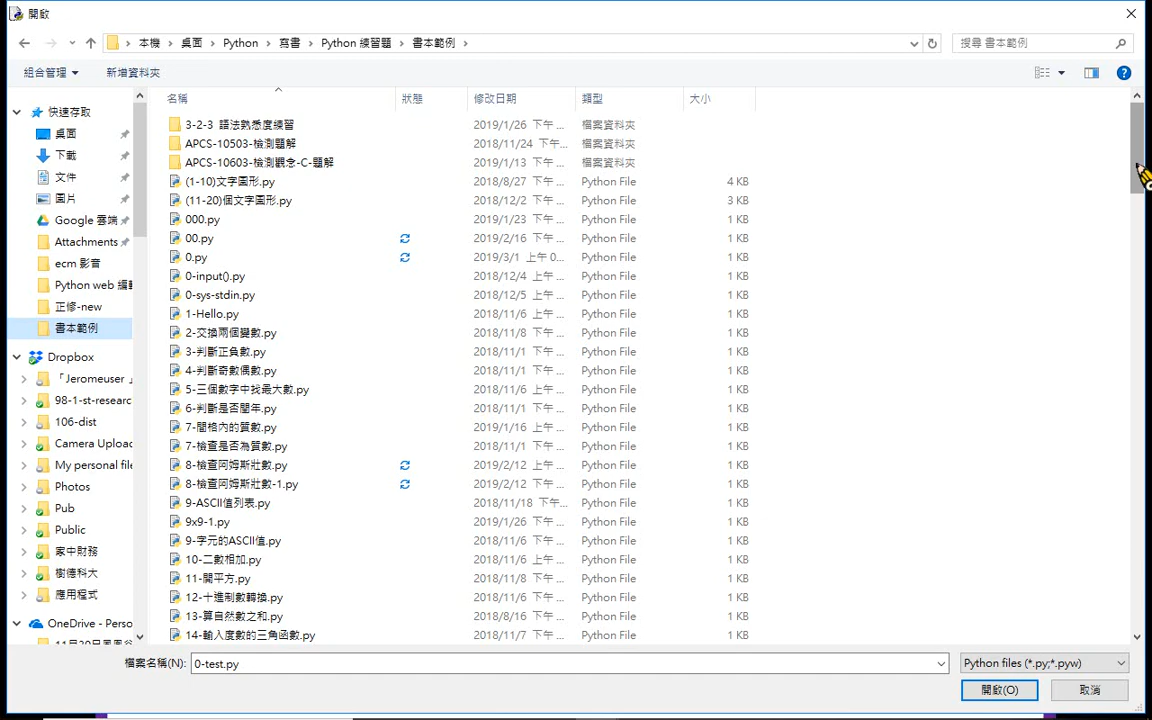 開啟
本機 › 桌面 › Python › 寫書 › Python 練習題 › 書本範例 ›
搜尋 書本範例
組合管理
新增資料夾
名稱 狀態 修改日期 類型 大小
快速存取
桌面
下載
文件
圖片
Google 雲端
Attachments
ecm 影音
Python web 編
正修-new
書本範例
Dropbox
「Jeromeuser 」
98-1-st-researc
106-dist
Camera Uploac
My personal file
Photos
Pub
Public
家中財務
樹德科大
應用程式
OneDrive - Perso
3-2-3 語法熟悉度練習 2019/1/26 下午 ... 檔案資料夾
APCS-10503-檢測題解 2018/11/24 下午 ... 檔案資料夾
APCS-10603-檢測觀念-C-題解 2019/1/13 下午 ... 檔案資料夾
(1-10)文字圖形.py 2018/8/27 下午 ... Python File 4 KB
(11-20)個文字圖形.py 2018/12/2 下午 ... Python File 3 KB
000.py 2019/1/23 下午 ... Python File 1 KB
00.py 2019/2/16 下午 ... Python File 1 KB
0.py 2019/3/1 上午 0... Python File 1 KB
0-input().py 2018/12/4 上午 ... Python File 1 KB
0-sys-stdin.py 2018/12/5 上午 ... Python File 1 KB
1-Hello.py 2018/11/6 上午 ... Python File 1 KB
2-交換兩個變數.py 2018/11/8 下午 ... Python File 1 KB
3-判斷正負數.py 2018/11/1 下午 ... Python File 1 KB
4-判斷奇數偶數.py 2018/11/1 下午 ... Python File 1 KB
5-三個數字中找最大數.py 2018/11/6 上午 ... Python File 1 KB
6-判斷是否閏年.py 2018/11/1 下午 ... Python File 1 KB
7-間格內的質數.py 2019/1/16 下午 ... Python File 1 KB
7-檢查是否為質數.py 2018/11/1 上午 ... Python File 1 KB
8-檢查阿姆斯壯數.py 2019/2/12 上午 ... Python File 1 KB
8-檢查阿姆斯壯數-1.py 2019/2/12 上午 ... Python File 1 KB
9-ASCII值列表.py 2018/11/18 下午... Python File 1 KB
9x9-1.py 2019/1/26 下午 ... Python File 1 KB
9-字元的ASCII值.py 2018/11/6 上午 ... Python File 1 KB
10-二數相加.py 2018/11/6 下午 ... Python File 1 KB
11-開平方.py 2018/11/8 下午 ... Python File 1 KB
12-十進制數轉換.py 2018/11/6 下午 ... Python File 1 KB
13-算自然數之和.py 2018/8/16 下午 ... Python File 1 KB
14-輸入度數的三角函數.py 2018/11/7 下午 ... Python File 1 KB
檔案名稱(N): 0-test.py Python files (*.py;*.pyw)
開啟(O) 取消